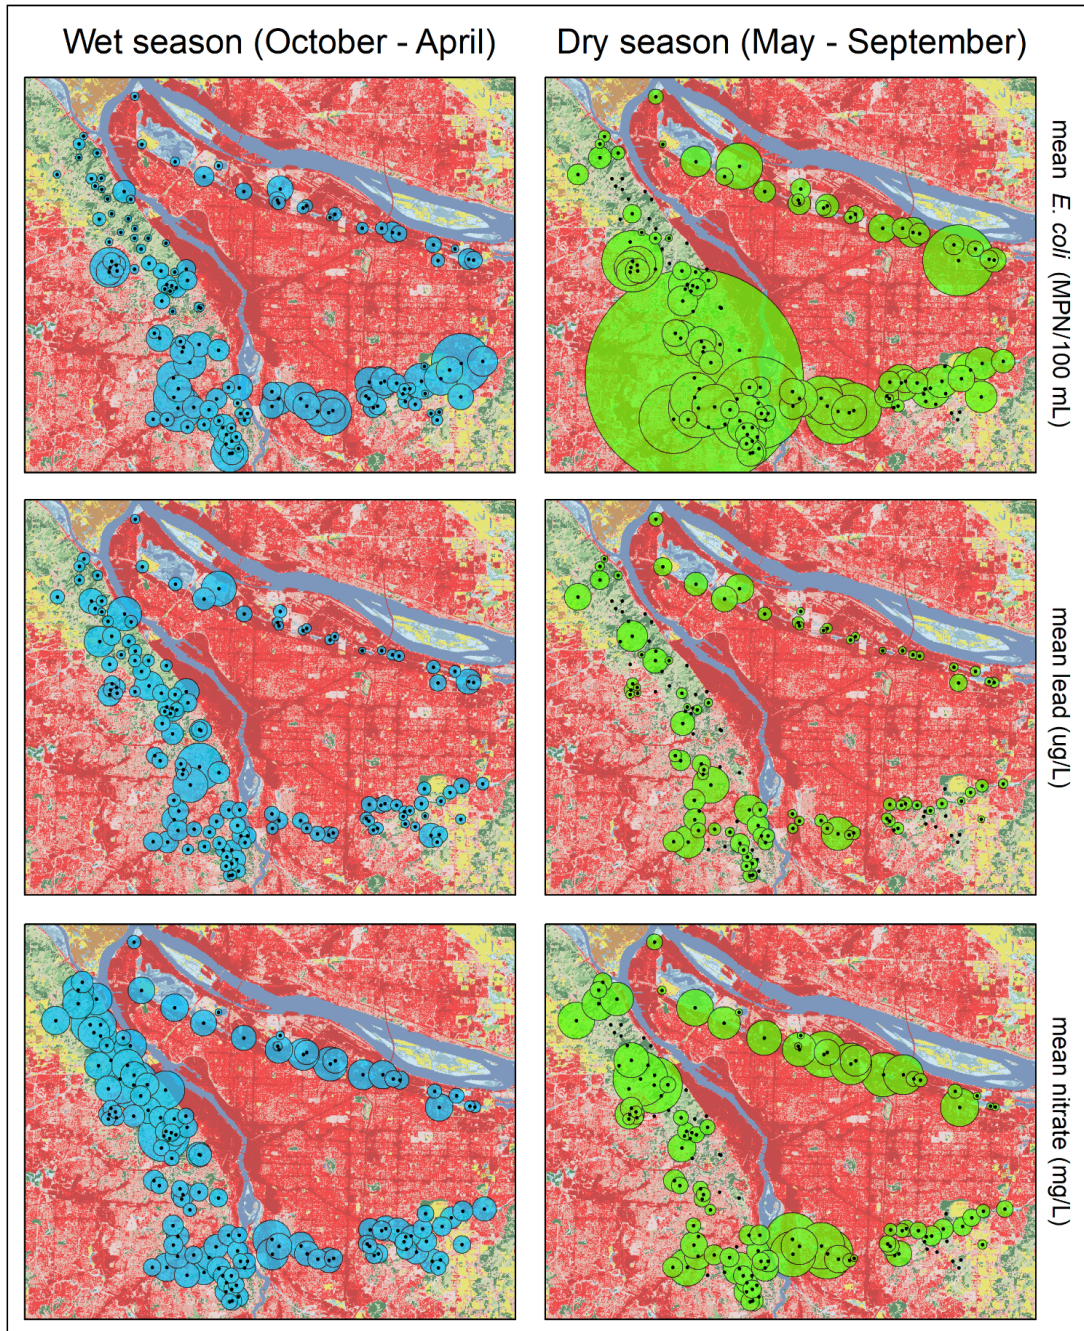 Wet season (October - April)
Dry season (May - September)
mean E. coli (MPN/100 mL)
mean lead (ug/L)
mean nitrate (mg/L)